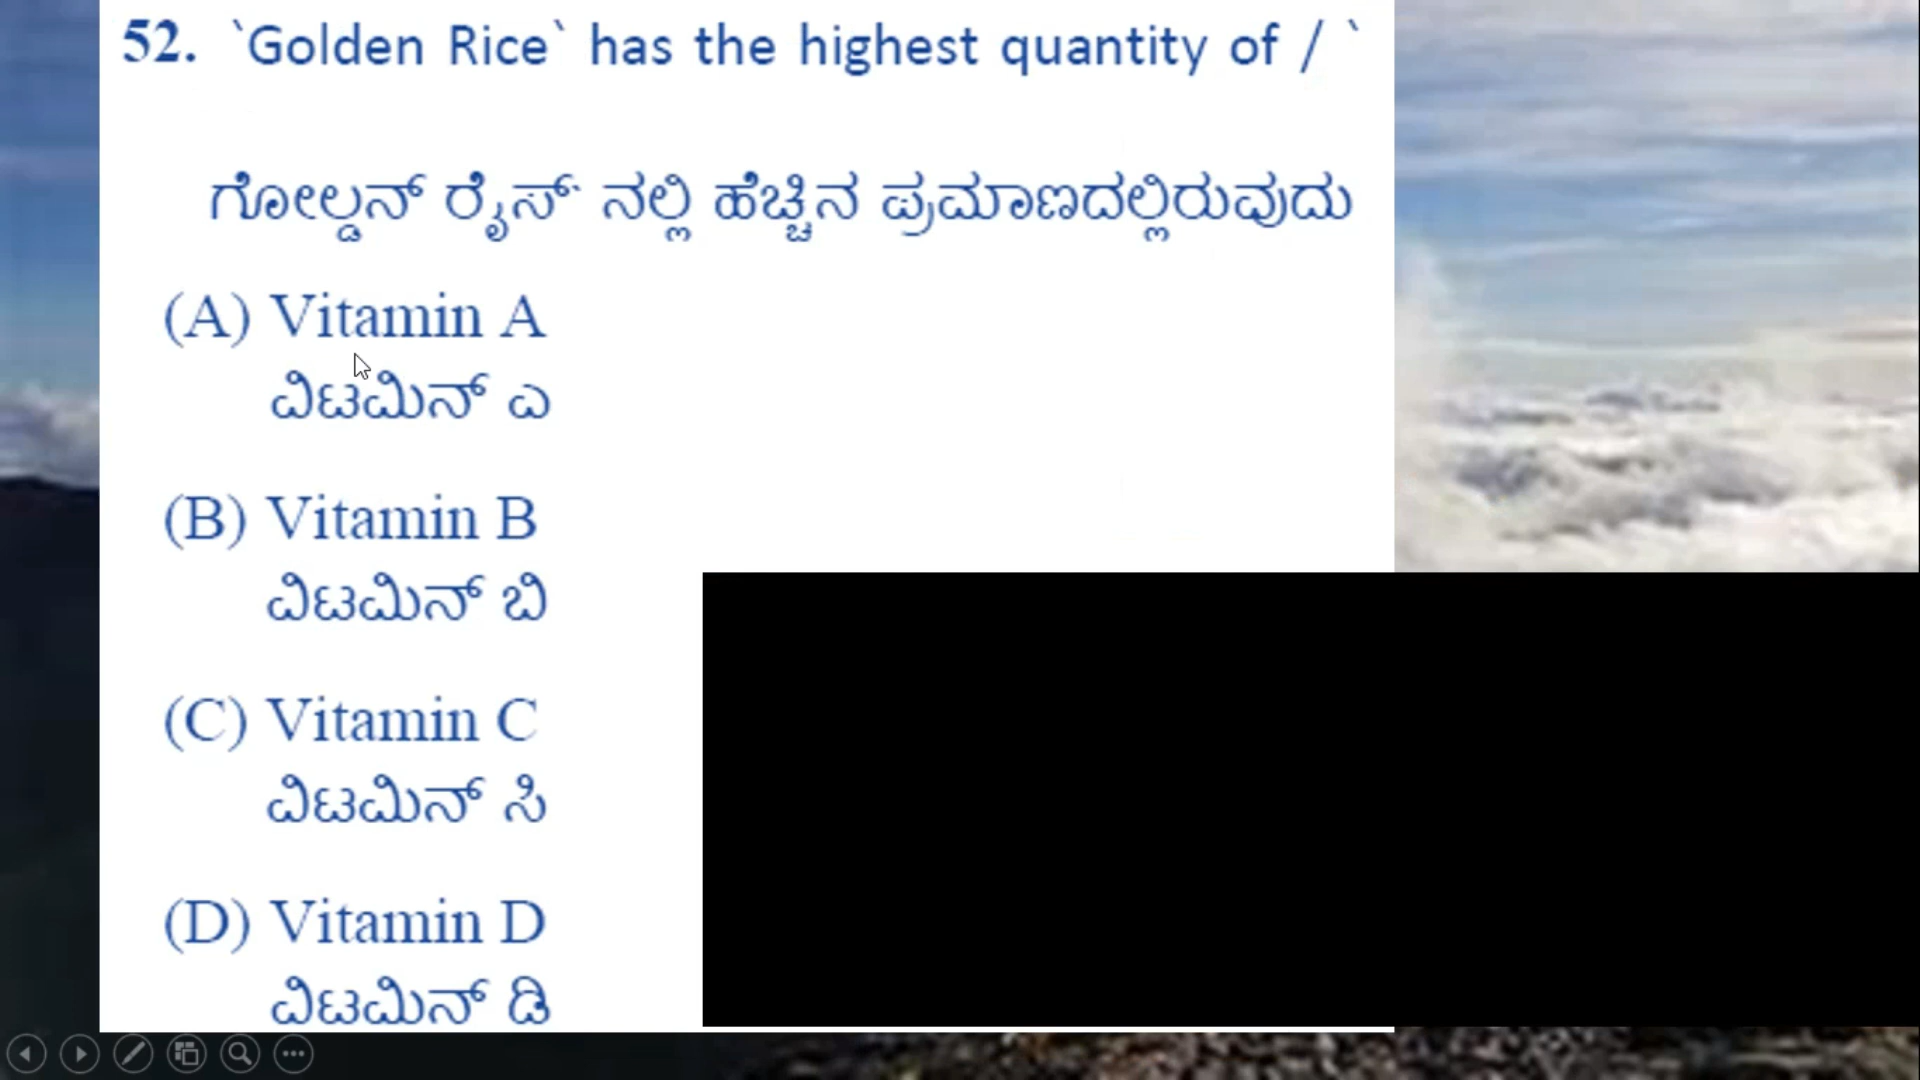 52. `Golden Rice` has the highest quantity of / `
ಗೋಲ್ಡನ್ ರೈಸ್` ನಲ್ಲಿ ಹೆಚ್ಚಿನ ಪ್ರಮಾಣದಲ್ಲಿರುವುದು
(A) Vitamin A
ವಿಟಮಿನ್ ಎ
(B) Vitamin B
ವಿಟಮಿನ್ ಬಿ
(C) Vitamin C
ವಿಟಮಿನ್ ಸಿ
(D) Vitamin D
ವಿಟಮಿನ್ ಡಿ